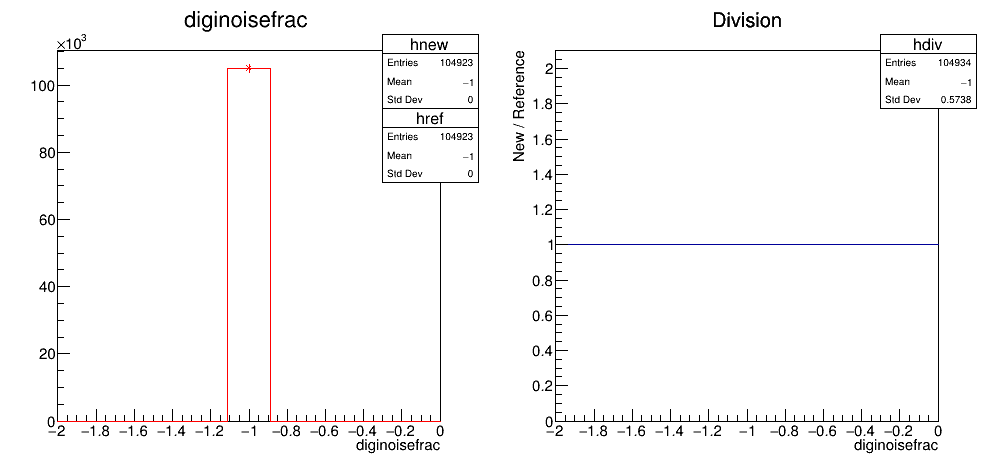 diginoisefrac
×10³
hnew
Entries 104923
Mean −1
Std Dev 0
href
Entries 104923
Mean −1
Std Dev 0
100
80
60
40
20
0
−2 −1.8 −1.6 −1.4 −1.2 −1 −0.8 −0.6 −0.4 −0.2 0
diginoisefrac
Division
hdiv
Entries 104934
Mean −1
Std Dev 0.5738
New / Reference
2
1.8
1.6
1.4
1.2
1
0.8
0.6
0.4
0.2
0
−2 −1.8 −1.6 −1.4 −1.2 −1 −0.8 −0.6 −0.4 −0.2 0
diginoisefrac